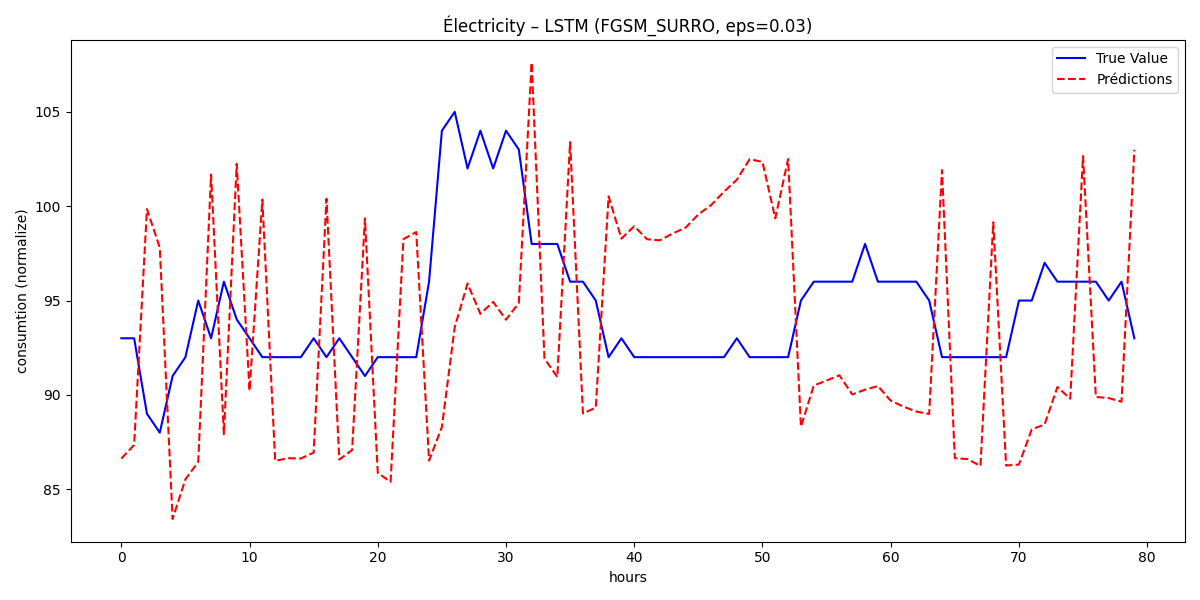 Électricity – LSTM (FGSM_SURRO, eps=0.03)
True Value
Prédictions
consumtion (normalize)
105
100
95
90
85
0 10 20 30 40 50 60 70 80
hours